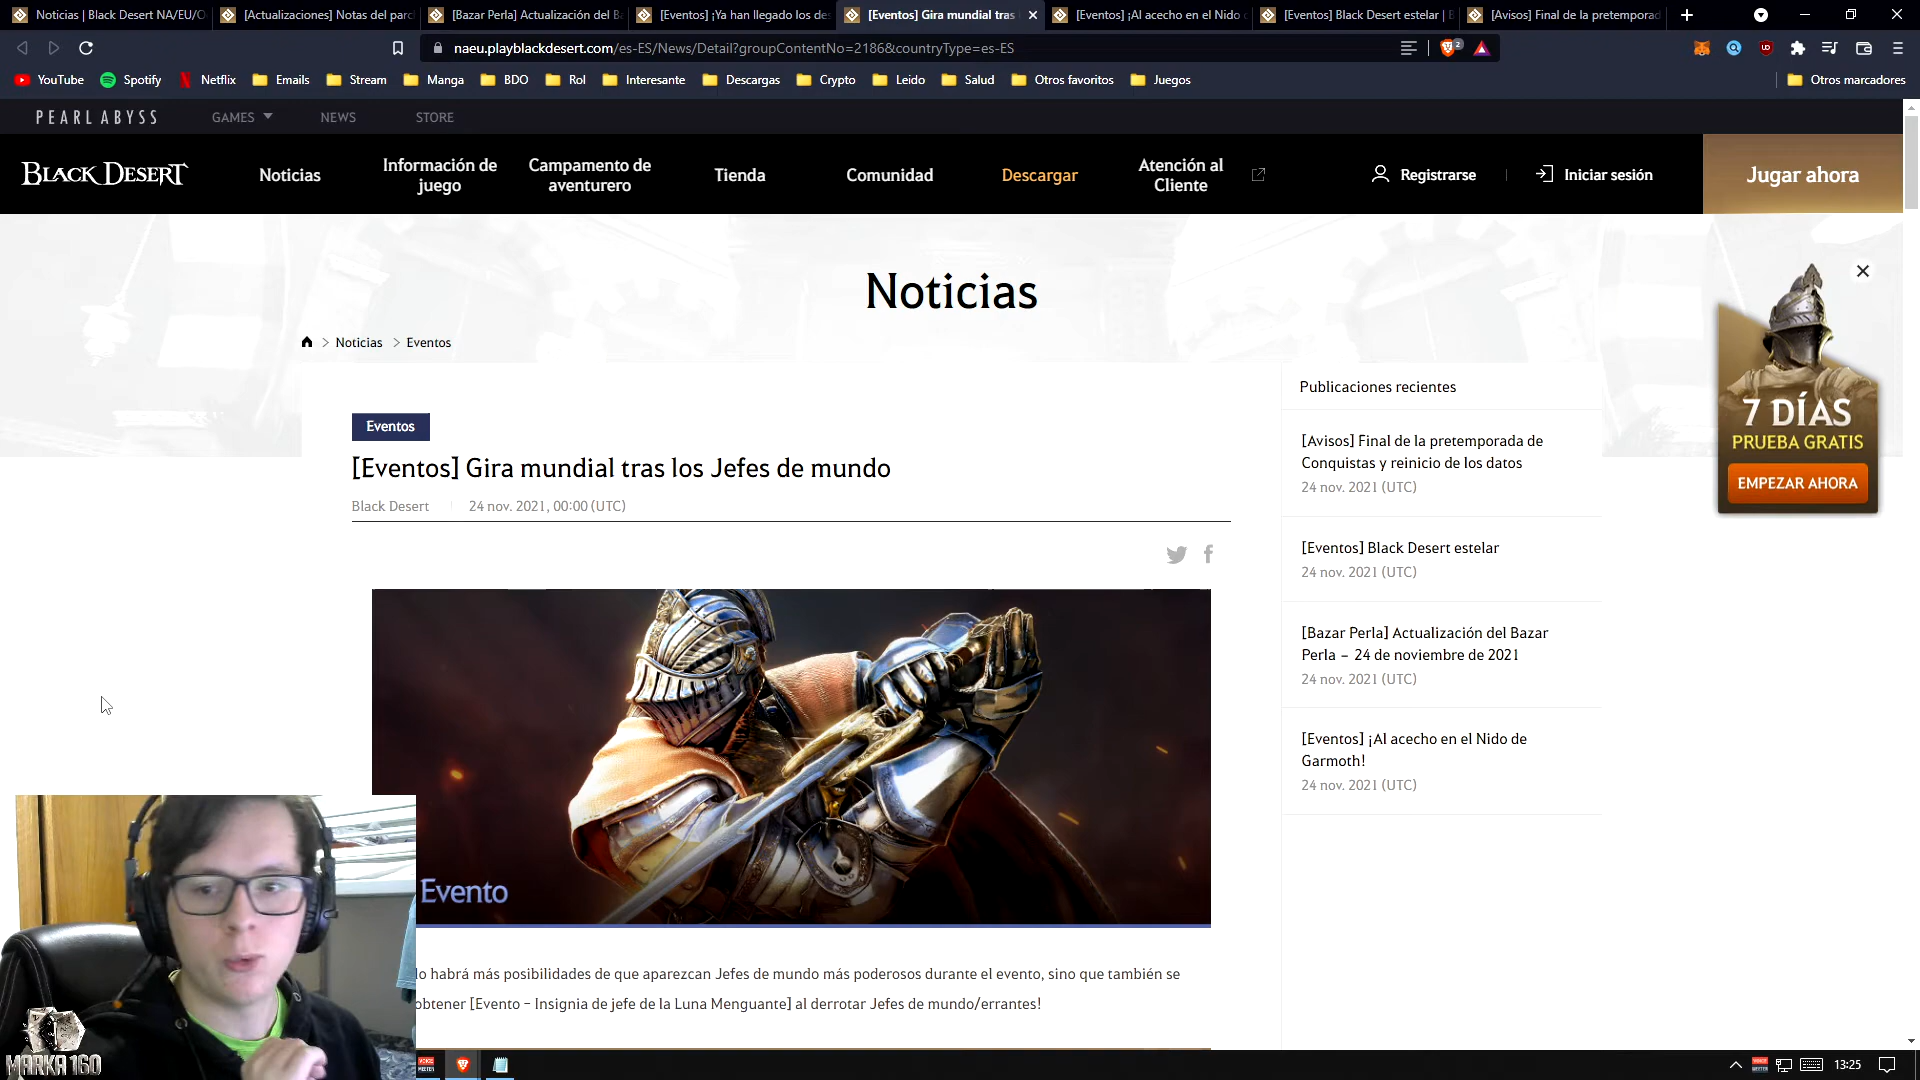 Noticias | Black Desert NA/EU/O
[Actualizaciones] Notas del parc
[Bazar Perla] Actualización del Ba
[Eventos] ¡Ya han llegado los des
[Eventos] Gira mundial tras
[Eventos] ¡Al acecho en el Nido
[Eventos] Black Desert estelar | B
[Avisos] Final de la pretemporad
naeu.playblackdesert.com/es-ES/News/Detail?groupContentNo=2186&countryType=es-ES
2
YouTube
Spotify
Netflix
Emails
Stream
Manga
BDO
Rol
Interesante
Descargas
Crypto
Leido
Salud
Otros favoritos
Juegos
Otros marcadores
PEARL ABYSS
GAMES
NEWS
STORE
BLACK DESERT
Noticias
Información de
juego
Campamento de
aventurero
Tienda
Comunidad
Descargar
Atención al
Cliente
Registrarse
Iniciar sesión
Jugar ahora
Noticias
> Noticias > Eventos
Eventos
[Eventos] Gira mundial tras los Jefes de mundo
Black Desert
24 nov. 2021, 00:00 (UTC)
Evento
lo habrá más posibilidades de que aparezcan Jefes de mundo más poderosos durante el evento, sino que también se
obtener [Evento – Insignia de jefe de la Luna Menguante] al derrotar Jefes de mundo/errantes!
Publicaciones recientes
[Avisos] Final de la pretemporada de
Conquistas y reinicio de los datos
24 nov. 2021 (UTC)
[Eventos] Black Desert estelar
24 nov. 2021 (UTC)
[Bazar Perla] Actualización del Bazar
Perla – 24 de noviembre de 2021
24 nov. 2021 (UTC)
[Eventos] ¡Al acecho en el Nido de
Garmoth!
24 nov. 2021 (UTC)
7 DÍAS
PRUEBA GRATIS
EMPEZAR AHORA
MARKA 160
13:25